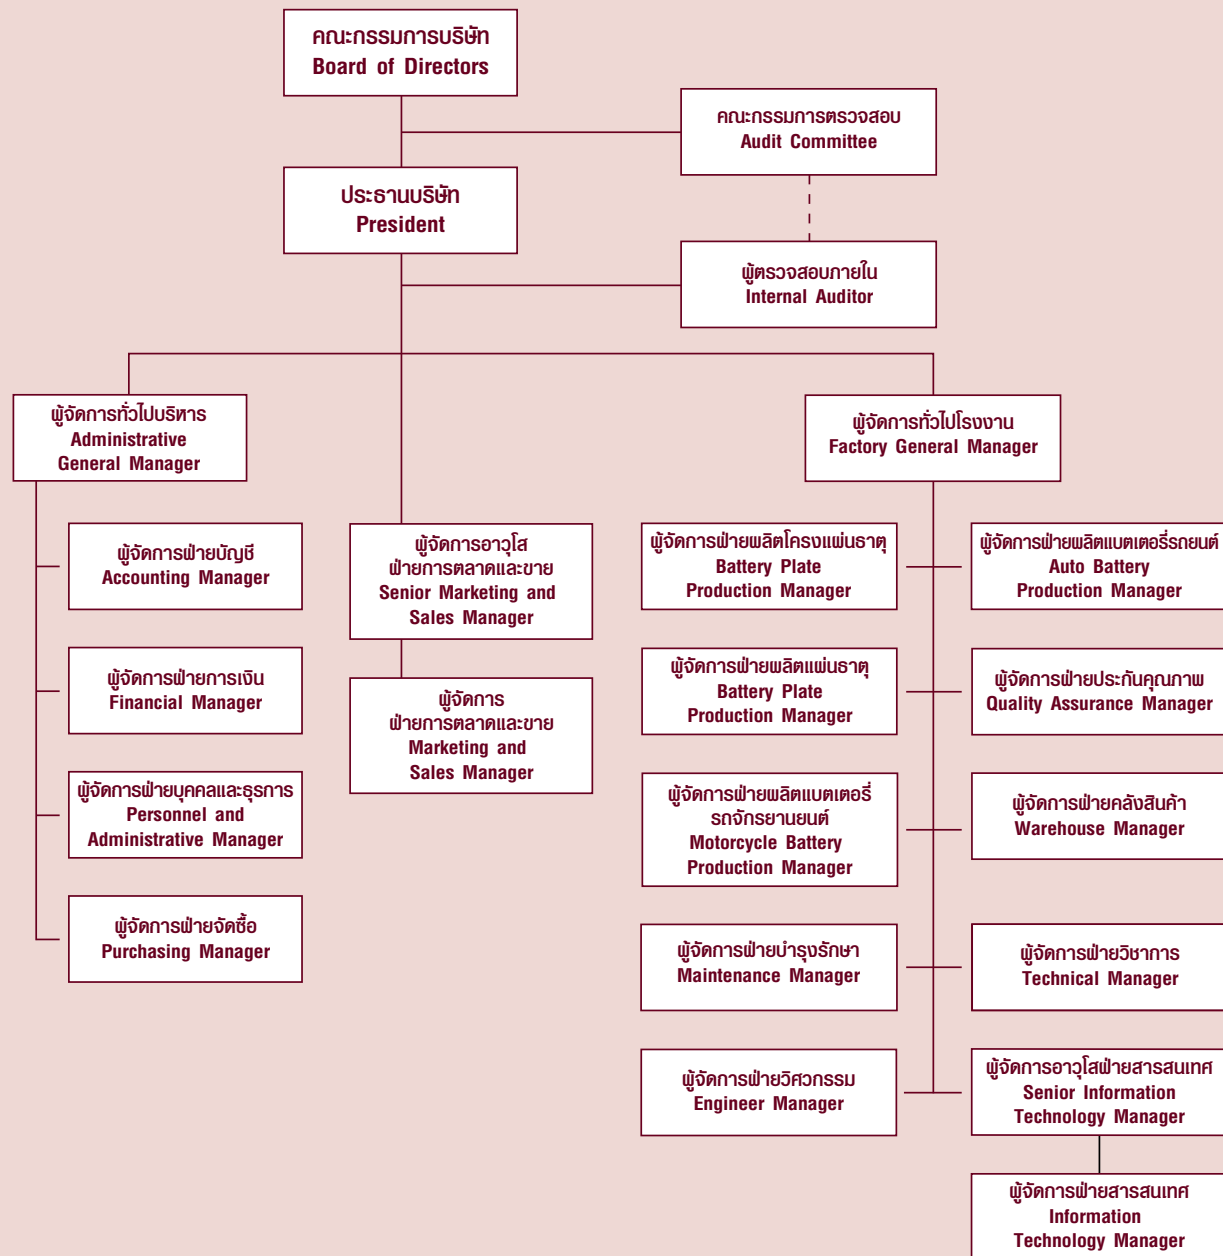 คณะกรรมการบริษัท
Board of Directors
คณะกรรมการตรวจสอบ
Audit Committee
ประธานบริษัท
President
ผู้ตรวจสอบภายใน
Internal Auditor
ผู้จัดการทั่วไปบริหาร
Administrative
General Manager
ผู้จัดการทั่วไปโรงงาน
Factory General Manager
ผู้จัดการฝ่ายบัญชี
Accounting Manager
ผู้จัดการฝ่ายการเงิน
Financial Manager
ผู้จัดการฝ่ายบุคคลและธุรการ
Personnel and
Administrative Manager
ผู้จัดการฝ่ายจัดซื้อ
Purchasing Manager
ผู้จัดการอาวุโส
ฝ่ายการตลาดและขาย
Senior Marketing and
Sales Manager
ผู้จัดการ
ฝ่ายการตลาดและขาย
Marketing and
Sales Manager
ผู้จัดการฝ่ายผลิตโครงแผ่นธาตุ
Battery Plate
Production Manager
ผู้จัดการฝ่ายผลิตแบตเตอรี่รถยนต์
Auto Battery
Production Manager
ผู้จัดการฝ่ายผลิตแผ่นธาตุ
Battery Plate
Production Manager
ผู้จัดการฝ่ายประกันคุณภาพ
Quality Assurance Manager
ผู้จัดการฝ่ายผลิตแบตเตอรี่
รถจักรยานยนต์
Motorcycle Battery
Production Manager
ผู้จัดการฝ่ายคลังสินค้า
Warehouse Manager
ผู้จัดการฝ่ายบำรุงรักษา
Maintenance Manager
ผู้จัดการฝ่ายวิชาการ
Technical Manager
ผู้จัดการฝ่ายวิศวกรรม
Engineer Manager
ผู้จัดการอาวุโสฝ่ายสารสนเทศ
Senior Information
Technology Manager
ผู้จัดการฝ่ายสารสนเทศ
Information
Technology Manager